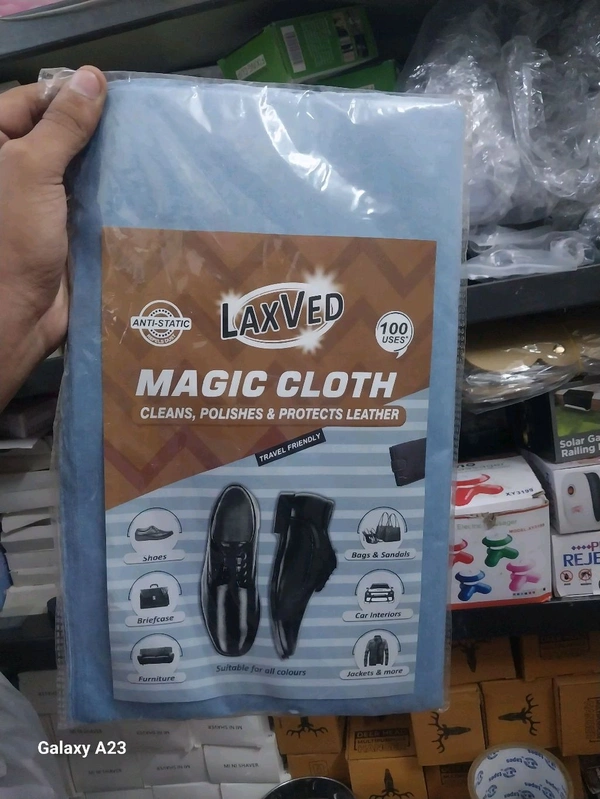 ANTI-STATIC
LAXVED
100
USES*
MAGIC CLOTH
CLEANS, POLISHES & PROTECTS LEATHER
TRAVEL FRIENDLY
Shoes
Bags & Sandals
Briefcase
Car Interiors
Furniture
Jackets & more
Suitable for all colours
Solar Ga
Railing
XY3199
REJE
Galaxy A23